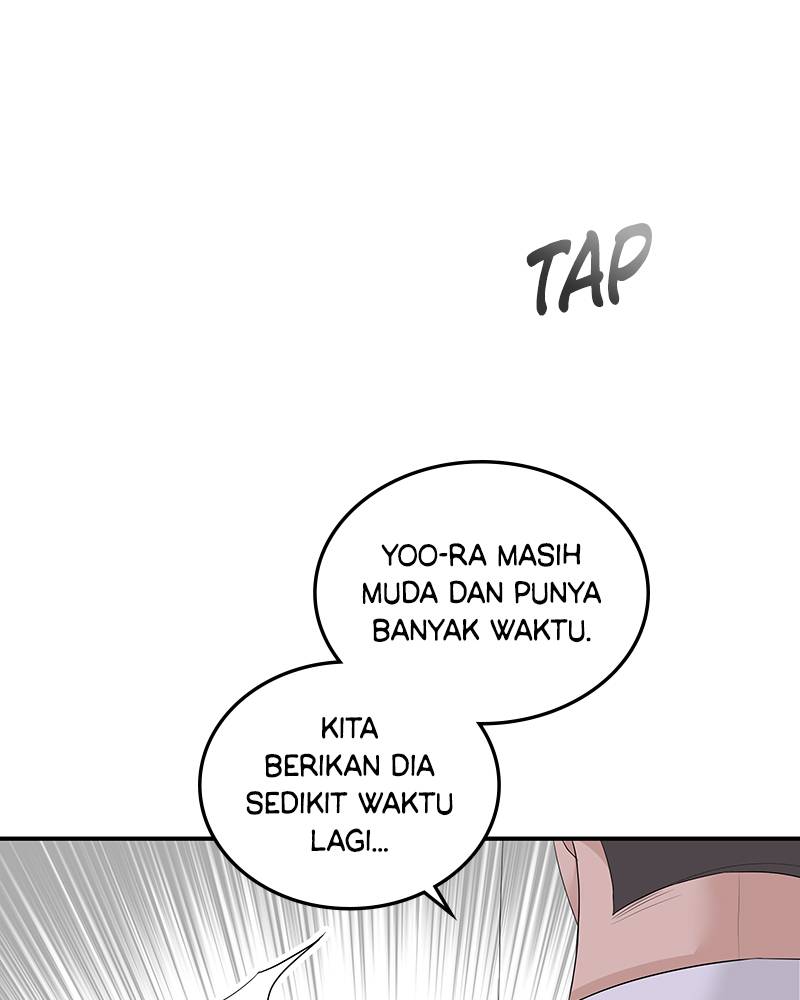 TAP
YOO-RA MASIH
MUDA DAN PUNYA
BANYAK WAKTU.
KITA
BERIKAN DIA
SEDIKIT WAKTU
LAGI...